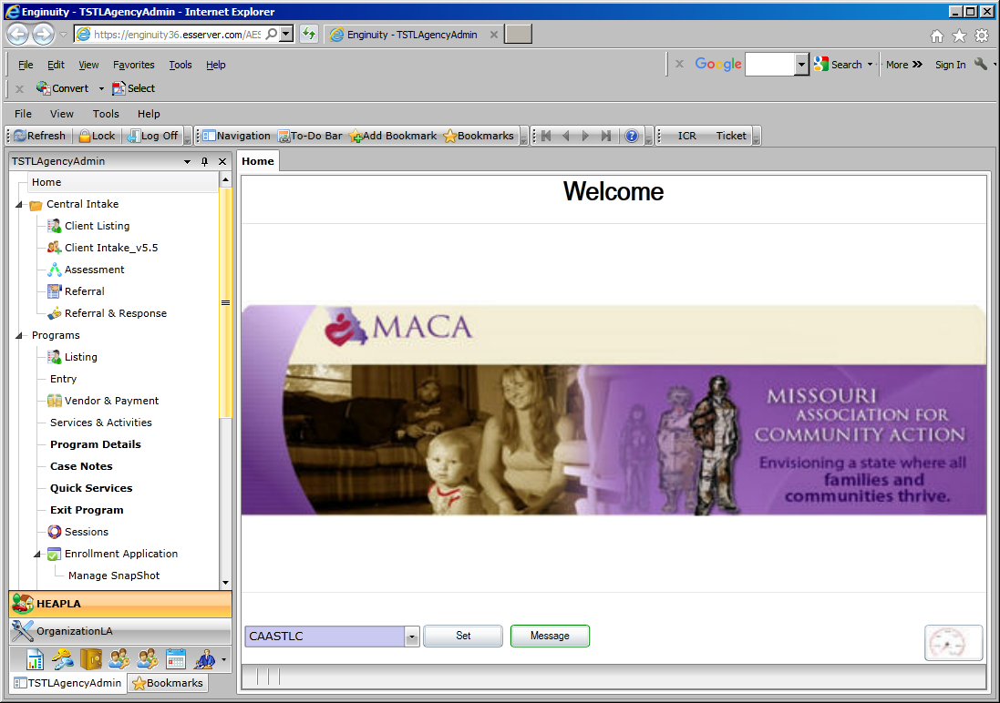 Enginuity - TSTLAgencyAdmin - Internet Explorer
https://enginuity36.esserver.com/AES
Enginuity - TSTLAgencyAdmin
File Edit View Favorites Tools Help
Google Search More Sign In
Convert Select
File View Tools Help
Refresh Lock Log Off Navigation To-Do Bar Add Bookmark Bookmarks ICR Ticket
TSTLAgencyAdmin
Home
Home
Central Intake
Client Listing
Client Intake_v5.5
Assessment
Referral
Referral & Response
Programs
Listing
Entry
Vendor & Payment
Services & Activities
Program Details
Case Notes
Quick Services
Exit Program
Sessions
Enrollment Application
Manage SnapShot
HEAPLA
OrganizationLA
TSTLAgencyAdmin Bookmarks
Welcome
MACA
MISSOURI
ASSOCIATION FOR
COMMUNITY ACTION
Envisioning a state where all
families and
communities thrive.
CAASTLC Set Message